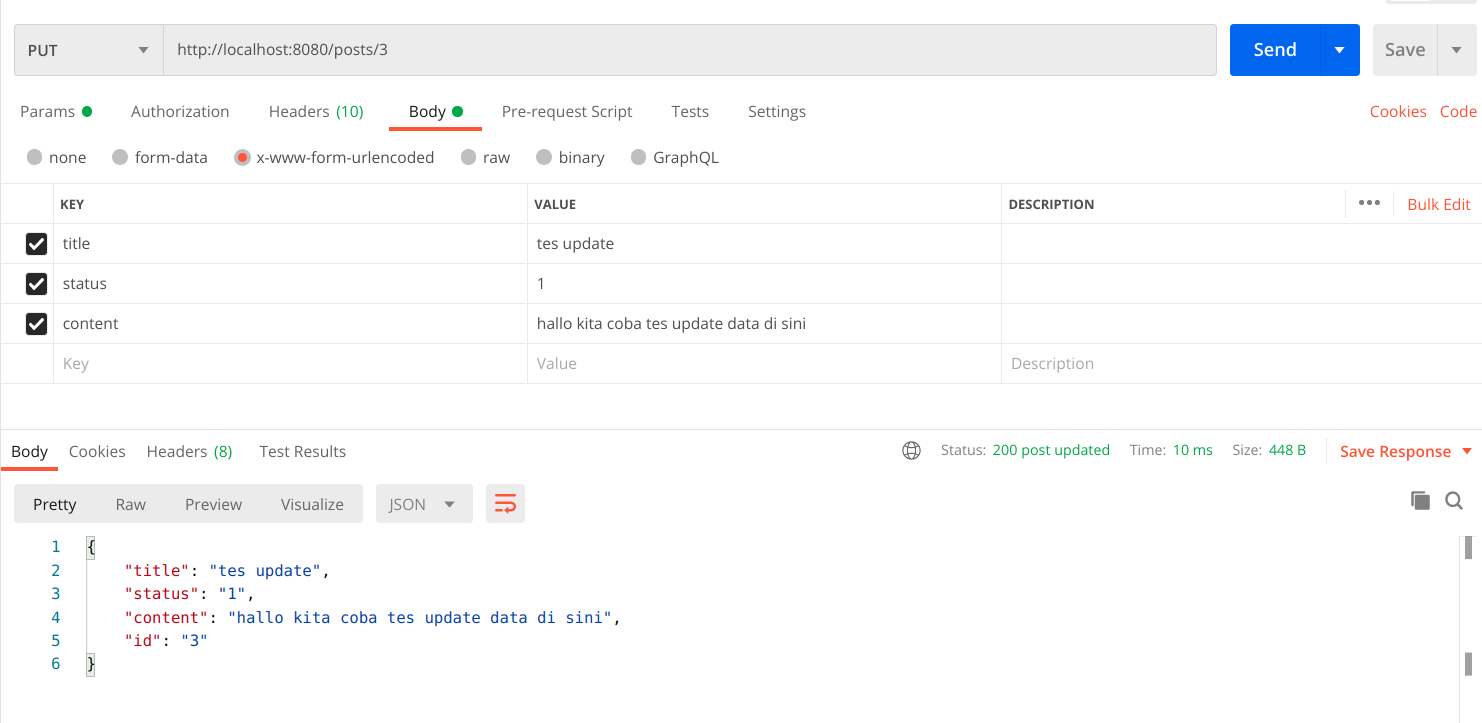 PUT http://localhost:8080/posts/3 Send Save
Params Authorization Headers (10) Body Pre-request Script Tests Settings Cookies Code
none form-data x-www-form-urlencoded raw binary GraphQL
KEY VALUE DESCRIPTION ••• Bulk Edit
title tes update
status 1
content hallo kita coba tes update data di sini
Key Value Description
Body Cookies Headers (8) Test Results Status: 200 post updated Time: 10 ms Size: 448 B Save Response
Pretty Raw Preview Visualize JSON
1 {
2 "title": "tes update",
3 "status": "1",
4 "content": "hallo kita coba tes update data di sini",
5 "id": "3"
6 }